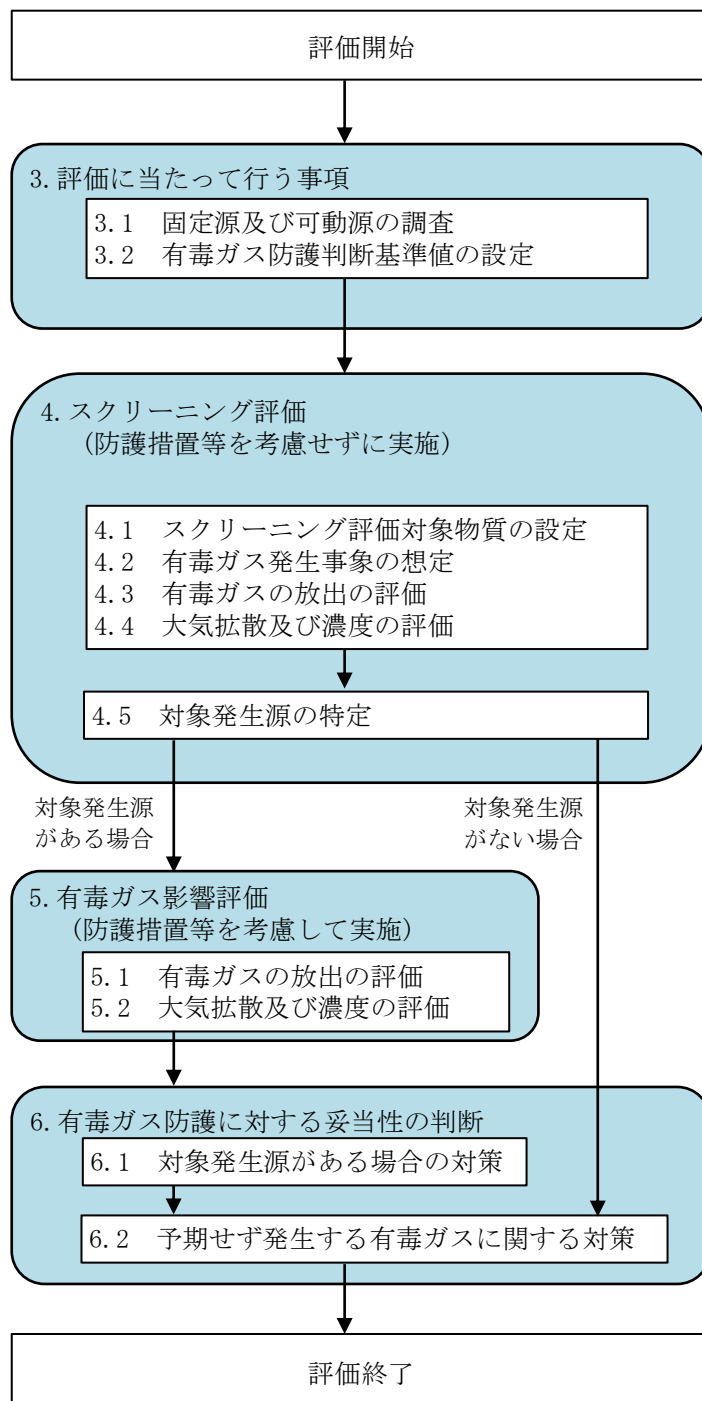 評価開始
3.評価に当たって行う事項
3.1　固定源及び可動源の調査
3.2　有毒ガス防護判断基準値の設定
4.スクリーニング評価
(防護措置等を考慮せずに実施)
4.1　スクリーニング評価対象物質の設定
4.2　有毒ガス発生事象の想定
4.3　有毒ガスの放出の評価
4.4　大気拡散及び濃度の評価
4.5　対象発生源の特定
対象発生源
がある場合
対象発生源
がない場合
5.有毒ガス影響評価
(防護措置等を考慮して実施)
5.1　有毒ガスの放出の評価
5.2　大気拡散及び濃度の評価
6.有毒ガス防護に対する妥当性の判断
6.1　対象発生源がある場合の対策
6.2　予期せず発生する有毒ガスに関する対策
評価終了